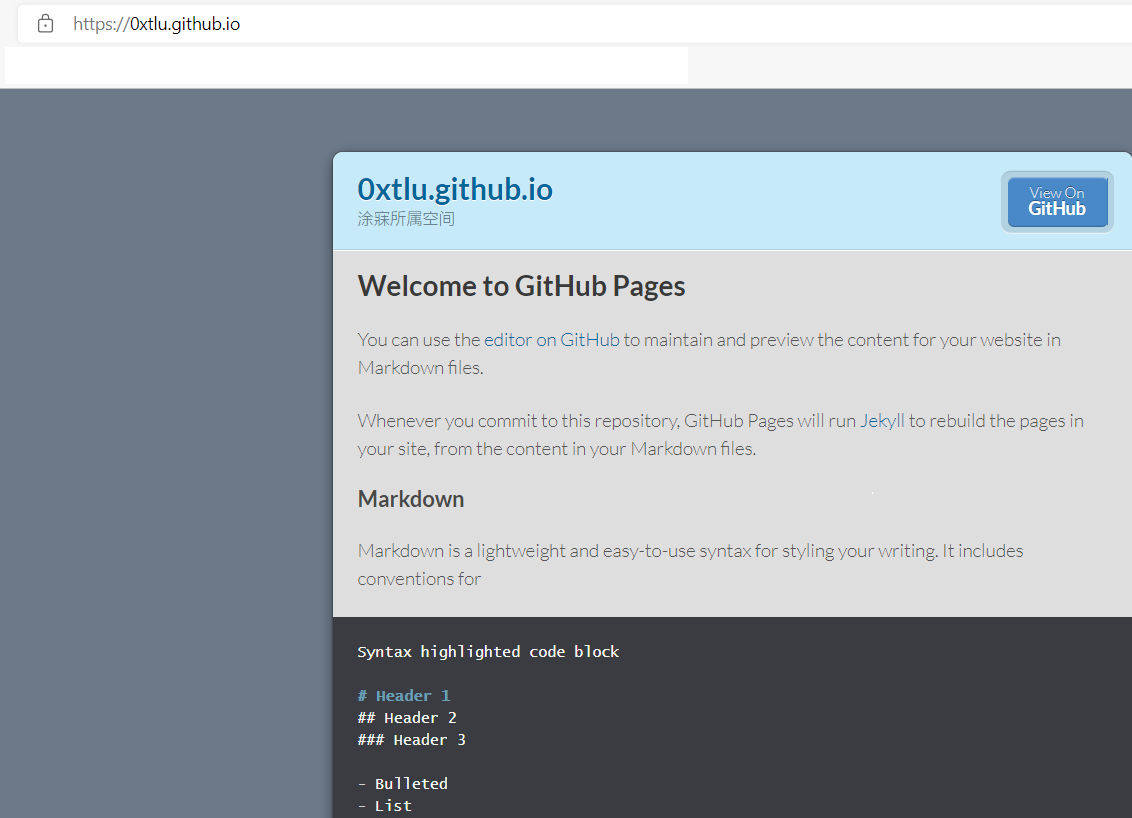 https://0xtlu.github.io
0xtlu.github.io
涂寐所属空间
View On
GitHub
Welcome to GitHub Pages
You can use the editor on GitHub to maintain and preview the content for your website in
Markdown files.
Whenever you commit to this repository, GitHub Pages will run Jekyll to rebuild the pages in
your site, from the content in your Markdown files.
Markdown
Markdown is a lightweight and easy-to-use syntax for styling your writing. It includes
conventions for
Syntax highlighted code block
# Header 1
## Header 2
### Header 3
- Bulleted
- List